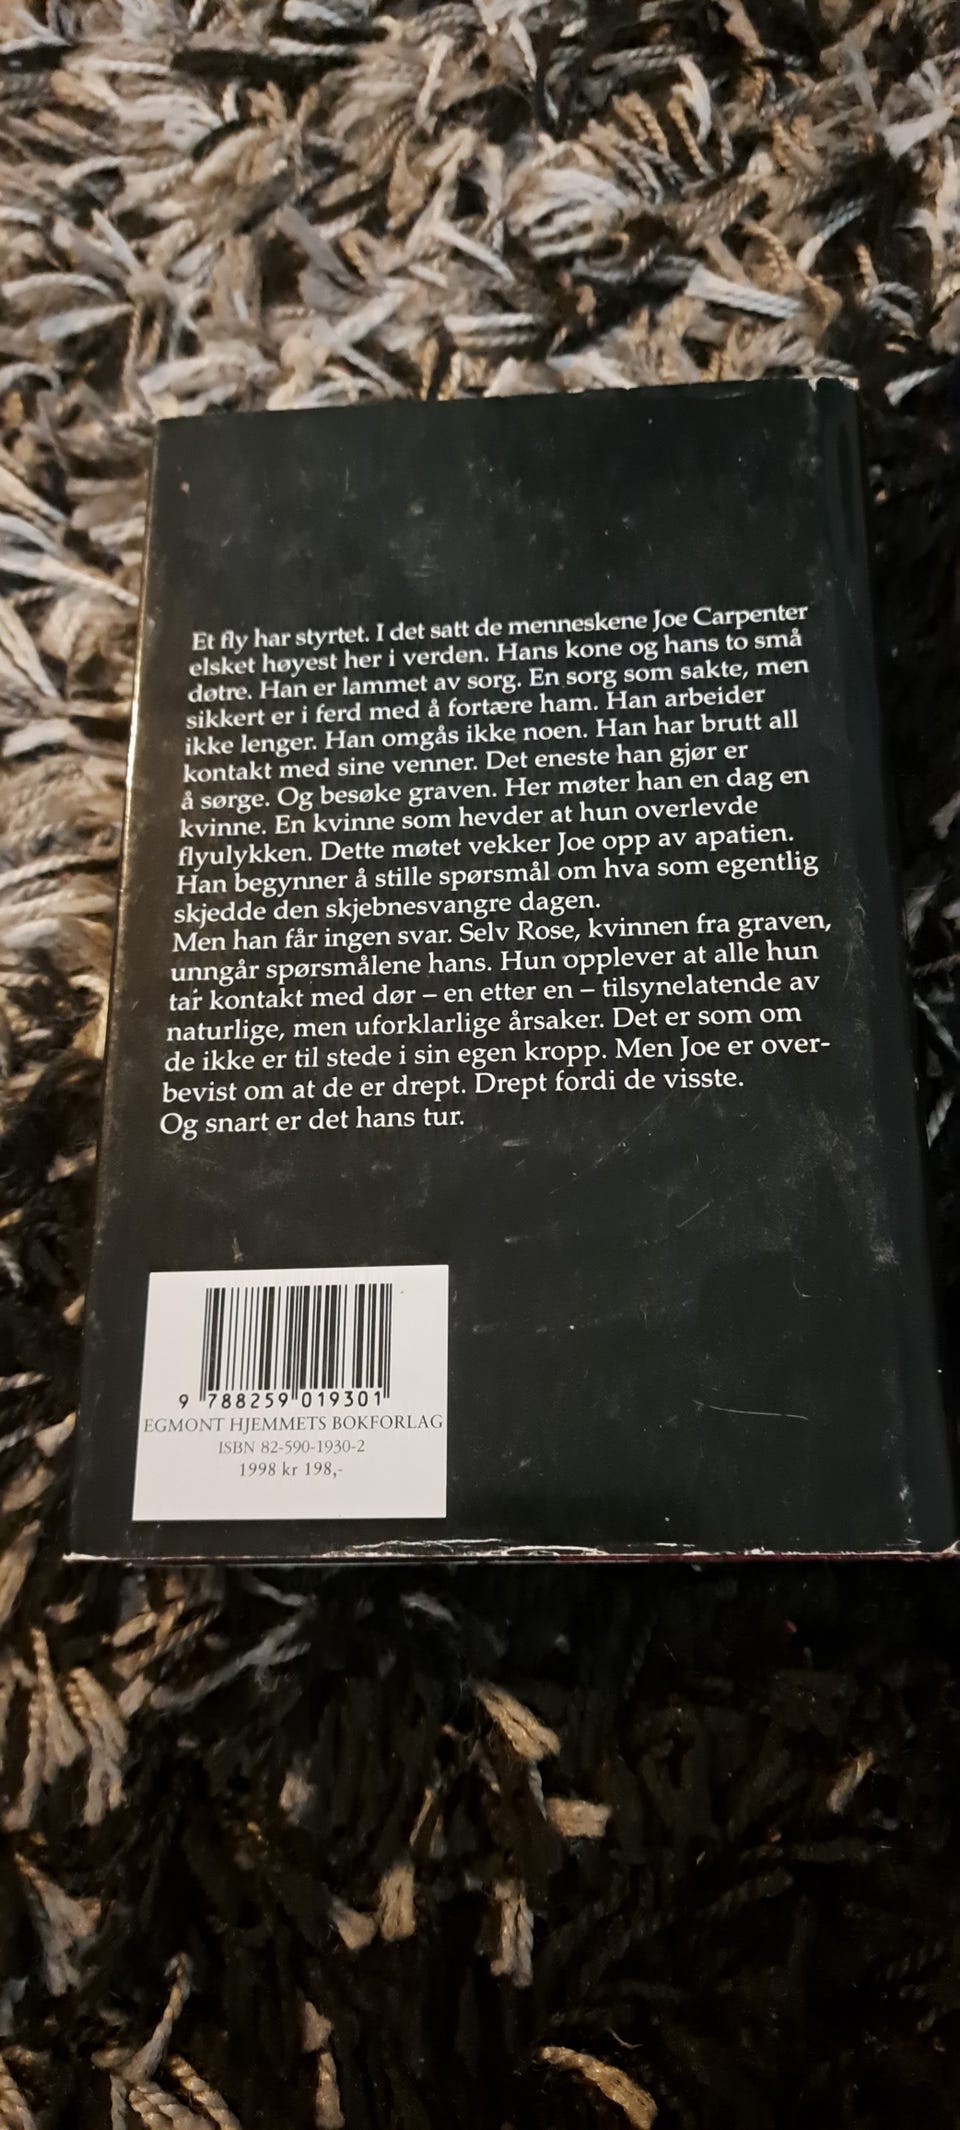 Et fly har styrtet. I det satt de menneskene Joe Carpenter
elsket høyest her i verden. Hans kone og hans to små
døtre. Han er lammet av sorg. En sorg som sakte, men
sikkert er i ferd med å fortære ham. Han arbeider
ikke lenger. Han omgås ikke noen. Han har brutt all
kontakt med sine venner. Det eneste han gjør er
å sørge. Og besøke graven. Her møter han en dag en
kvinne. En kvinne som hevder at hun overlevde
flyulykken. Dette møtet vekker Joe opp av apatien.
Han begynner å stille spørsmål om hva som egentlig
skjedde den skjebnesvangre dagen.
Men han får ingen svar. Selv Rose, kvinnen fra graven,
unngår spørsmålene hans. Hun opplever at alle hun
tar kontakt med dør – en etter en – tilsynelatende av
naturlige, men uforklarlige årsaker. Det er som om
de ikke er til stede i sin egen kropp. Men Joe er over-
bevist om at de er drept. Drept fordi de visste.
Og snart er det hans tur.
9 788259 019301
EGMONT HJEMMETS BOKFORLAG
ISBN 82-590-1930-2
1998 kr 198,-